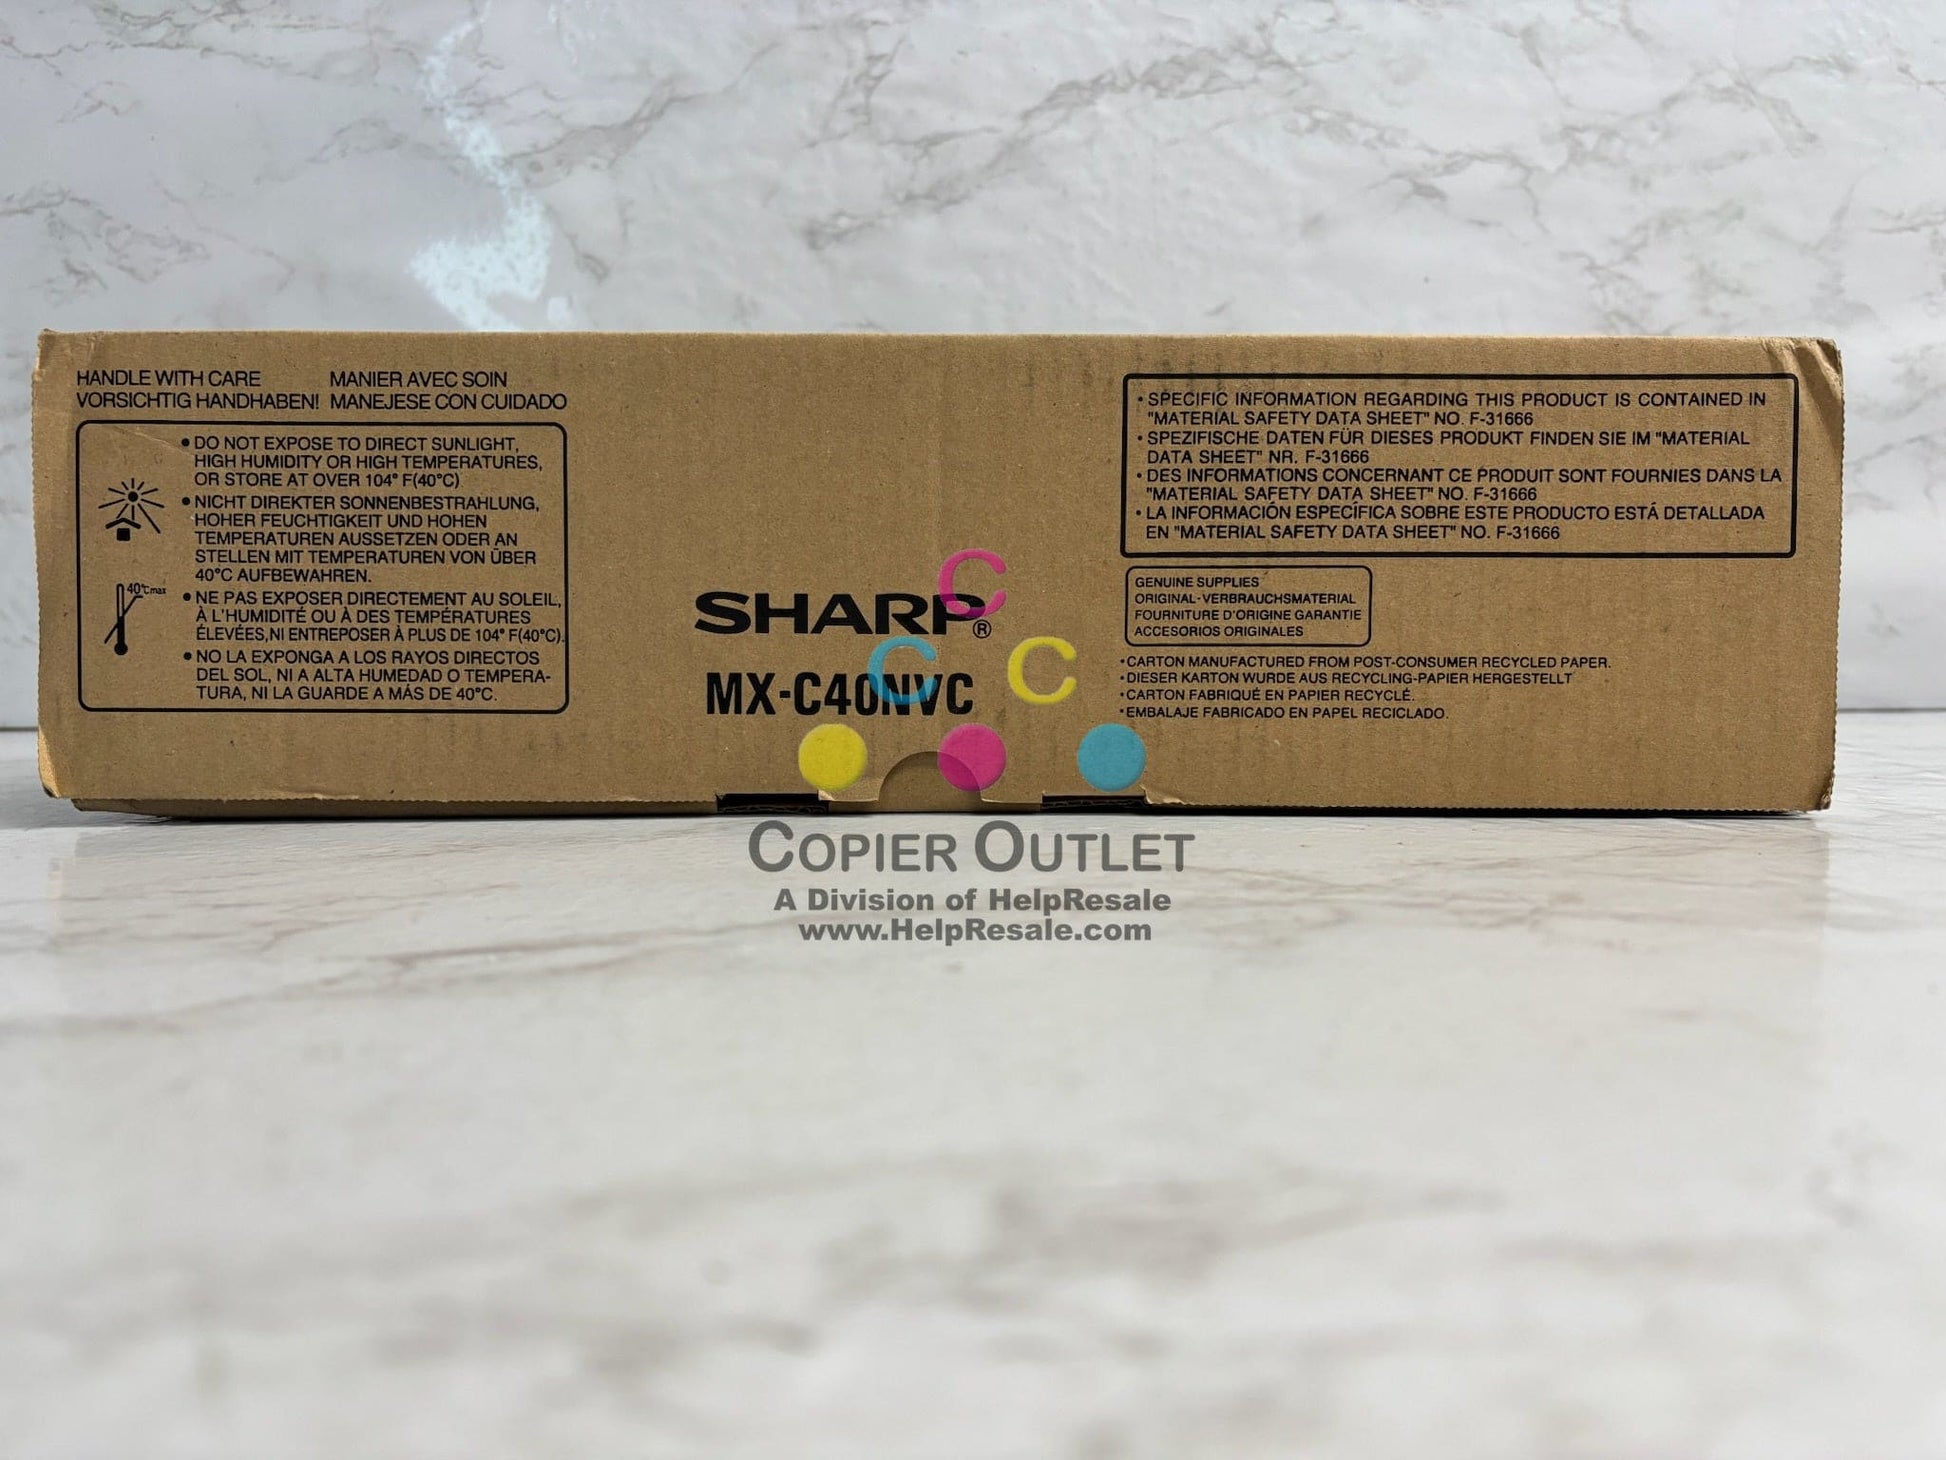 HANDLE WITH CARE MANIER AVEC SOIN
VORSICHTIG HANDHABEN! MANEJESE CON CUIDADO
• DO NOT EXPOSE TO DIRECT SUNLIGHT,
HIGH HUMIDITY OR HIGH TEMPERATURES,
OR STORE AT OVER 104° F(40°C)
• NICHT DIREKTER SONNENBESTRAHLUNG,
HOHER FEUCHTIGKEIT UND HOHEN
TEMPERATUREN AUSSETZEN ODER AN
STELLEN MIT TEMPERATUREN VON ÜBER
40°C AUFBEWAHREN.
40°Cmax
• NE PAS EXPOSER DIRECTEMENT AU SOLEIL,
À L'HUMIDITÉ OU À DES TEMPÉRATURES
ÉLEVÉES,NI ENTREPOSER À PLUS DE 104° F(40°C).
• NO LA EXPONGA A LOS RAYOS DIRECTOS
DEL SOL, NI A ALTA HUMEDAD O TEMPERA-
TURA, NI LA GUARDE A MÁS DE 40°C.
SHARP®
MX-C40NVC
• SPECIFIC INFORMATION REGARDING THIS PRODUCT IS CONTAINED IN
"MATERIAL SAFETY DATA SHEET" NO. F-31666
• SPEZIFISCHE DATEN FÜR DIESES PRODUKT FINDEN SIE IM "MATERIAL
DATA SHEET" NR. F-31666
• DES INFORMATIONS CONCERNANT CE PRODUIT SONT FOURNIES DANS LA
"MATERIAL SAFETY DATA SHEET" NO. F-31666
• LA INFORMACIÓN ESPECÍFICA SOBRE ESTE PRODUCTO ESTÁ DETALLADA
EN "MATERIAL SAFETY DATA SHEET" NO. F-31666
GENUINE SUPPLIES
ORIGINAL-VERBRAUCHSMATERIAL
FOURNITURE D'ORIGINE GARANTIE
ACCESORIOS ORIGINALES
• CARTON MANUFACTURED FROM POST-CONSUMER RECYCLED PAPER.
• DIESER KARTON WURDE AUS RECYCLING-PAPIER HERGESTELLT
• CARTON FABRIQUÉ EN PAPIER RECYCLÉ.
• EMBALAJE FABRICADO EN PAPEL RECICLADO.
C
C C
COPIER OUTLET
A Division of HelpResale
www.HelpResale.com